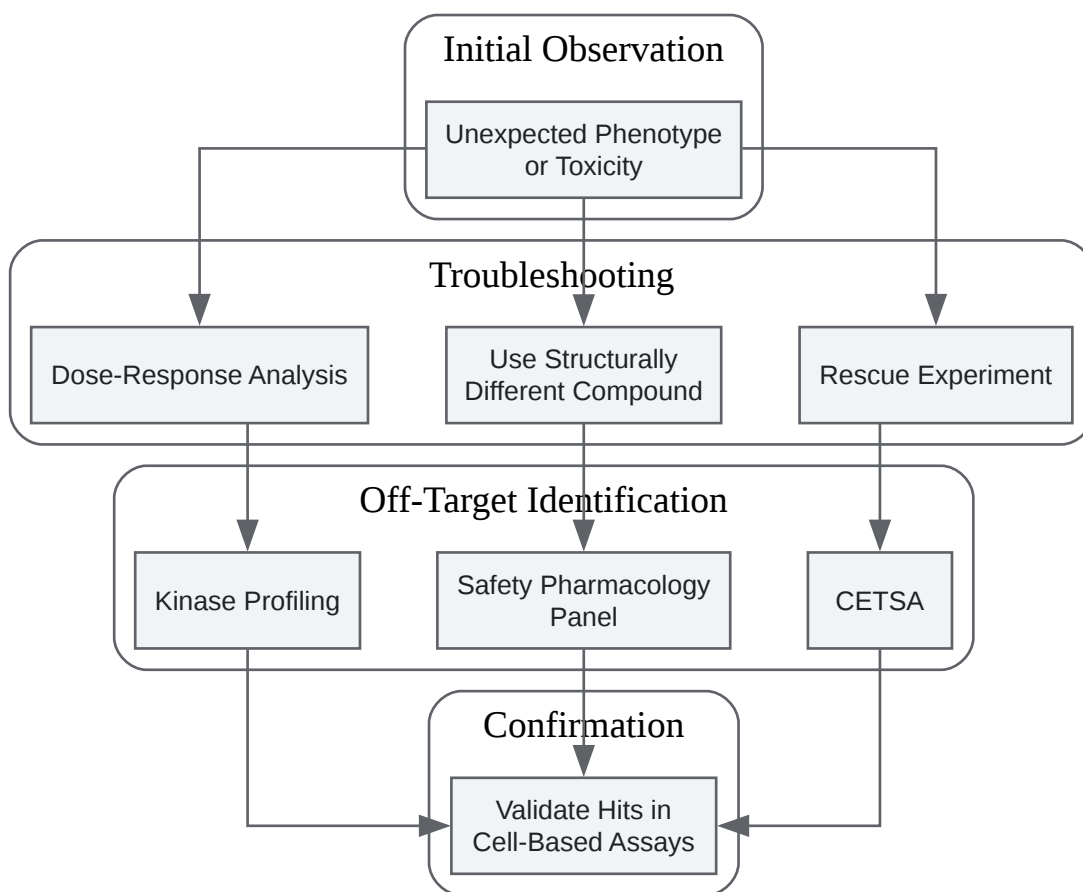 Initial Observation
Unexpected Phenotype
or Toxicity
Troubleshooting
Dose-Response Analysis
Use Structurally
Different Compound
Rescue Experiment
Off-Target Identification
Kinase Profiling
Safety Pharmacology
Panel
CETSA
Confirmation
Validate Hits in
Cell-Based Assays